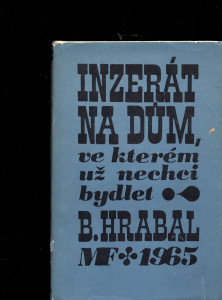 INZERÁT
NA DŮM,
ve kterém
už nechci
bydlet
B. HRABAL
MF 1965